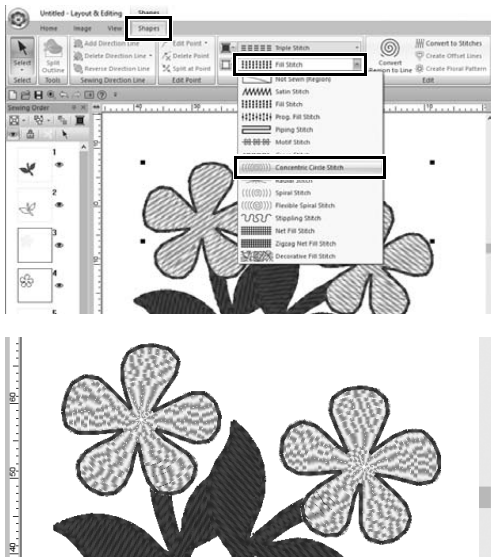 Untitled - Layout & Editing Shapes
Home Image View Shapes
Select
Select
Tools
Split Outline
Add Direction Line
Delete Direction Line
Reverse Direction Line
Sewing Direction Line
Edit Point
Delete Point
Split at Point
Edit Point
Triple Stitch
Fill Stitch
Convert Region to Line
Convert to Stitches
Create Offset Lines
Create Floral Pattern
Edit
Sewing Order
Not Sewn (Region)
Satin Stitch
Fill Stitch
Prog. Fill Stitch
Piping Stitch
Motif Stitch
Concentric Circle Stitch
Radial Stitch
Spiral Stitch
Flexible Spiral Stitch
Stippling Stitch
Net Fill Stitch
Zigzag Net Fill Stitch
Decorative Fill Stitch
1
2
3
4
5
40
30
10
60
50
40